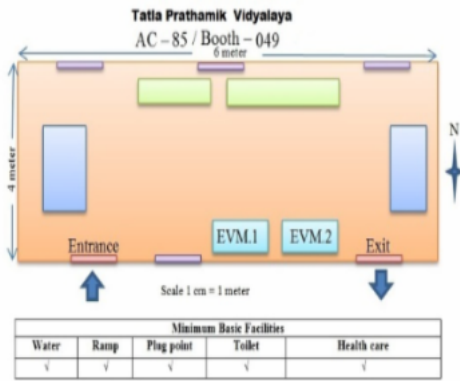 Tatla Prathamik Vidyalaya
AC-85/Booth-049
6 meter
N
4 meter
EVM.1 EVM.2
Entrance Exit
Scale 1 cm = 1 meter
Minimum Basic Facilities
Water Ramp Plug point Toilet Health care
√ √ √ √ √